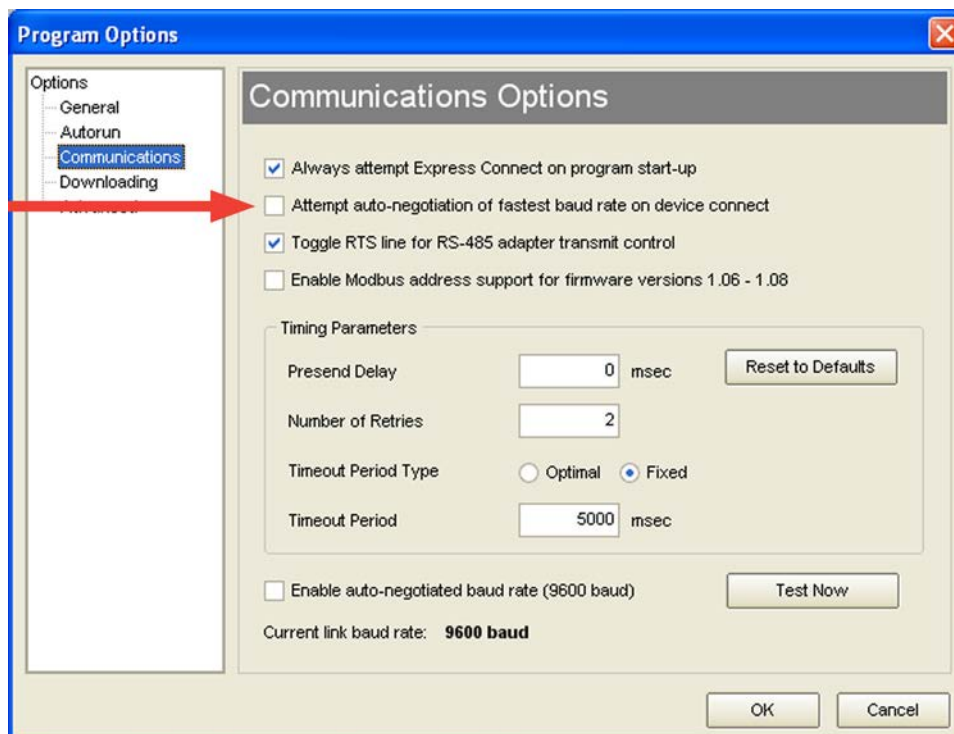 Program Options
Options
General
Autorun
Communications
Downloading
Communications Options
Always attempt Express Connect on program start-up
Attempt auto-negotiation of fastest baud rate on device connect
Toggle RTS line for RS-485 adapter transmit control
Enable Modbus address support for firmware versions 1.06 - 1.08
Timing Parameters
Presend Delay 0 msec Reset to Defaults
Number of Retries 2
Timeout Period Type Optimal Fixed
Timeout Period 5000 msec
Enable auto-negotiated baud rate (9600 baud) Test Now
Current link baud rate: 9600 baud
OK Cancel